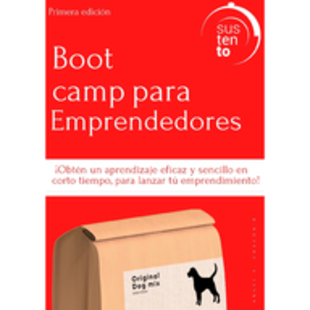 Primera edición
sus
ten
to
Boot
camp para
Emprendedores
¡Obtén un aprendizaje eficaz y sencillo en
corto tiempo, para lanzar tú emprendimiento!
Original
Dog mix